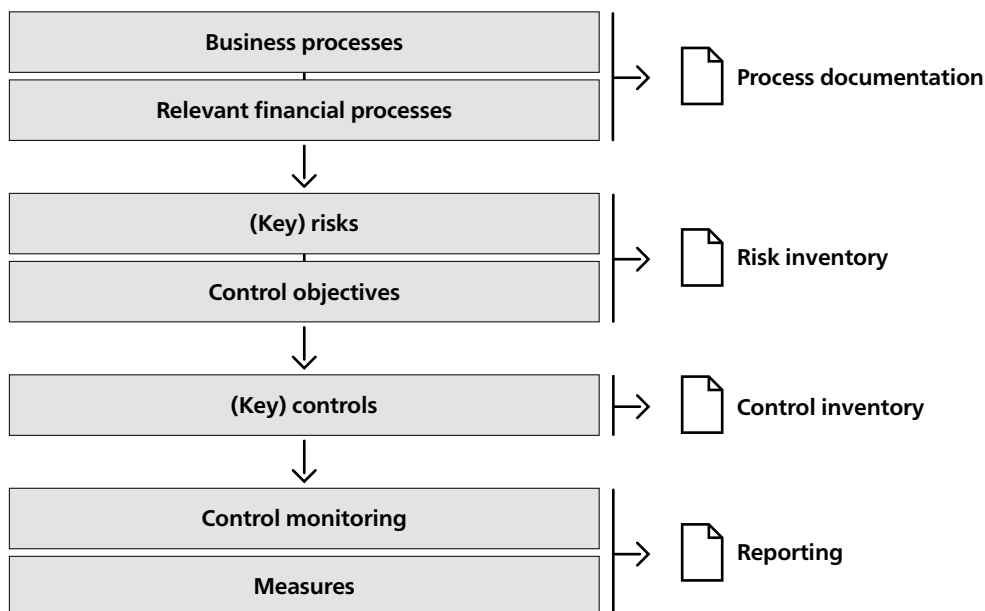 Business processes
Relevant financial processes
Process documentation
(Key) risks
Control objectives
Risk inventory
(Key) controls
Control inventory
Control monitoring
Measures
Reporting